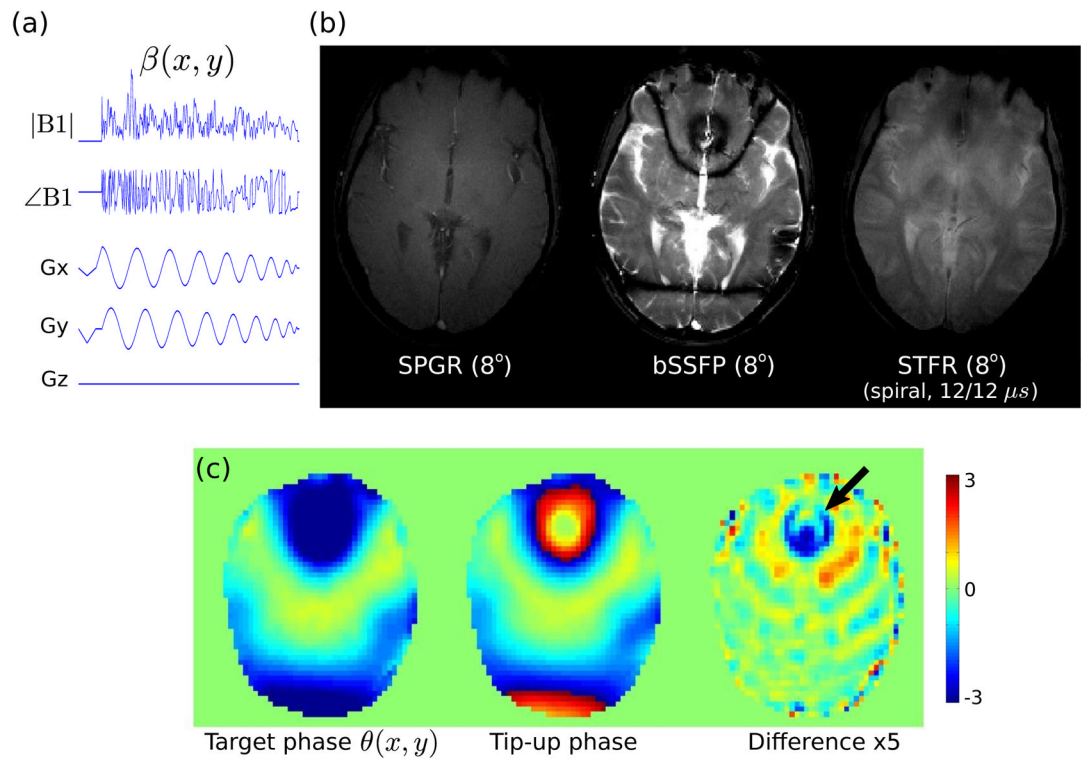 (a)
β(x, y)
|B1|
∠B1
Gx
Gy
Gz
(b)
SPGR (8°)
bSSFP (8°)
STFR (8°)
(spiral, 12/12 μs)
(c)
3
0
-3
Target phase θ(x, y)
Tip-up phase
Difference x5